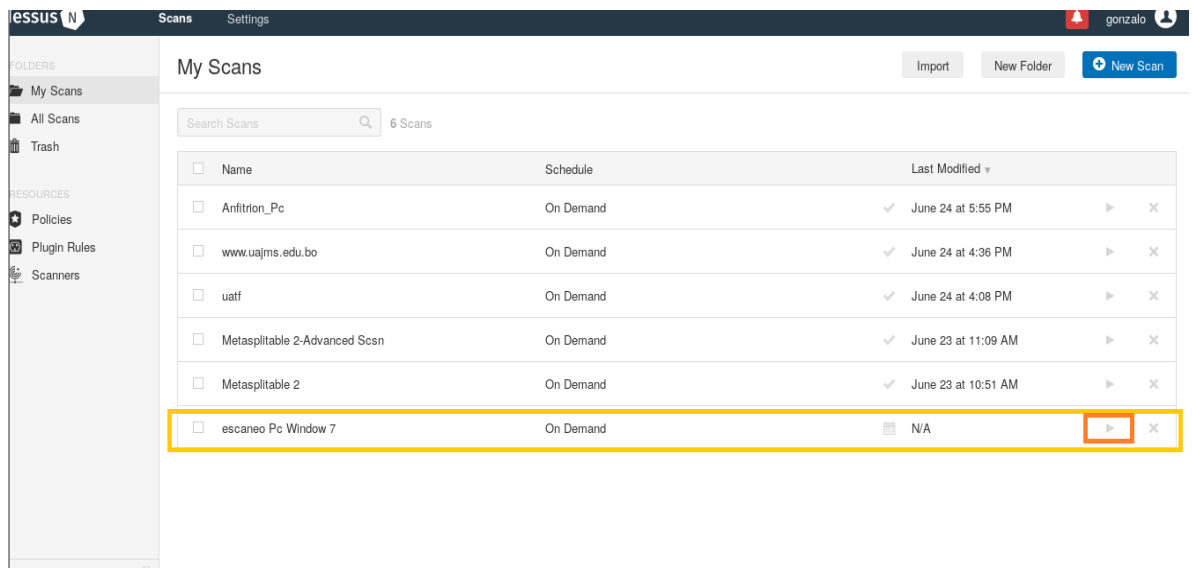 lessus N Scans Settings gonzalo
FOLDERS
My Scans
All Scans
Trash
RESOURCES
Policies
Plugin Rules
Scanners
My Scans Import New Folder New Scan
Search Scans 6 Scans
Name Schedule Last Modified
Anfitrion_Pc On Demand June 24 at 5:55 PM
www.uajms.edu.bo On Demand June 24 at 4:36 PM
uatf On Demand June 24 at 4:08 PM
Metasplitable 2-Advanced Scsn On Demand June 23 at 11:09 AM
Metasplitable 2 On Demand June 23 at 10:51 AM
escaneo Pc Window 7 On Demand N/A